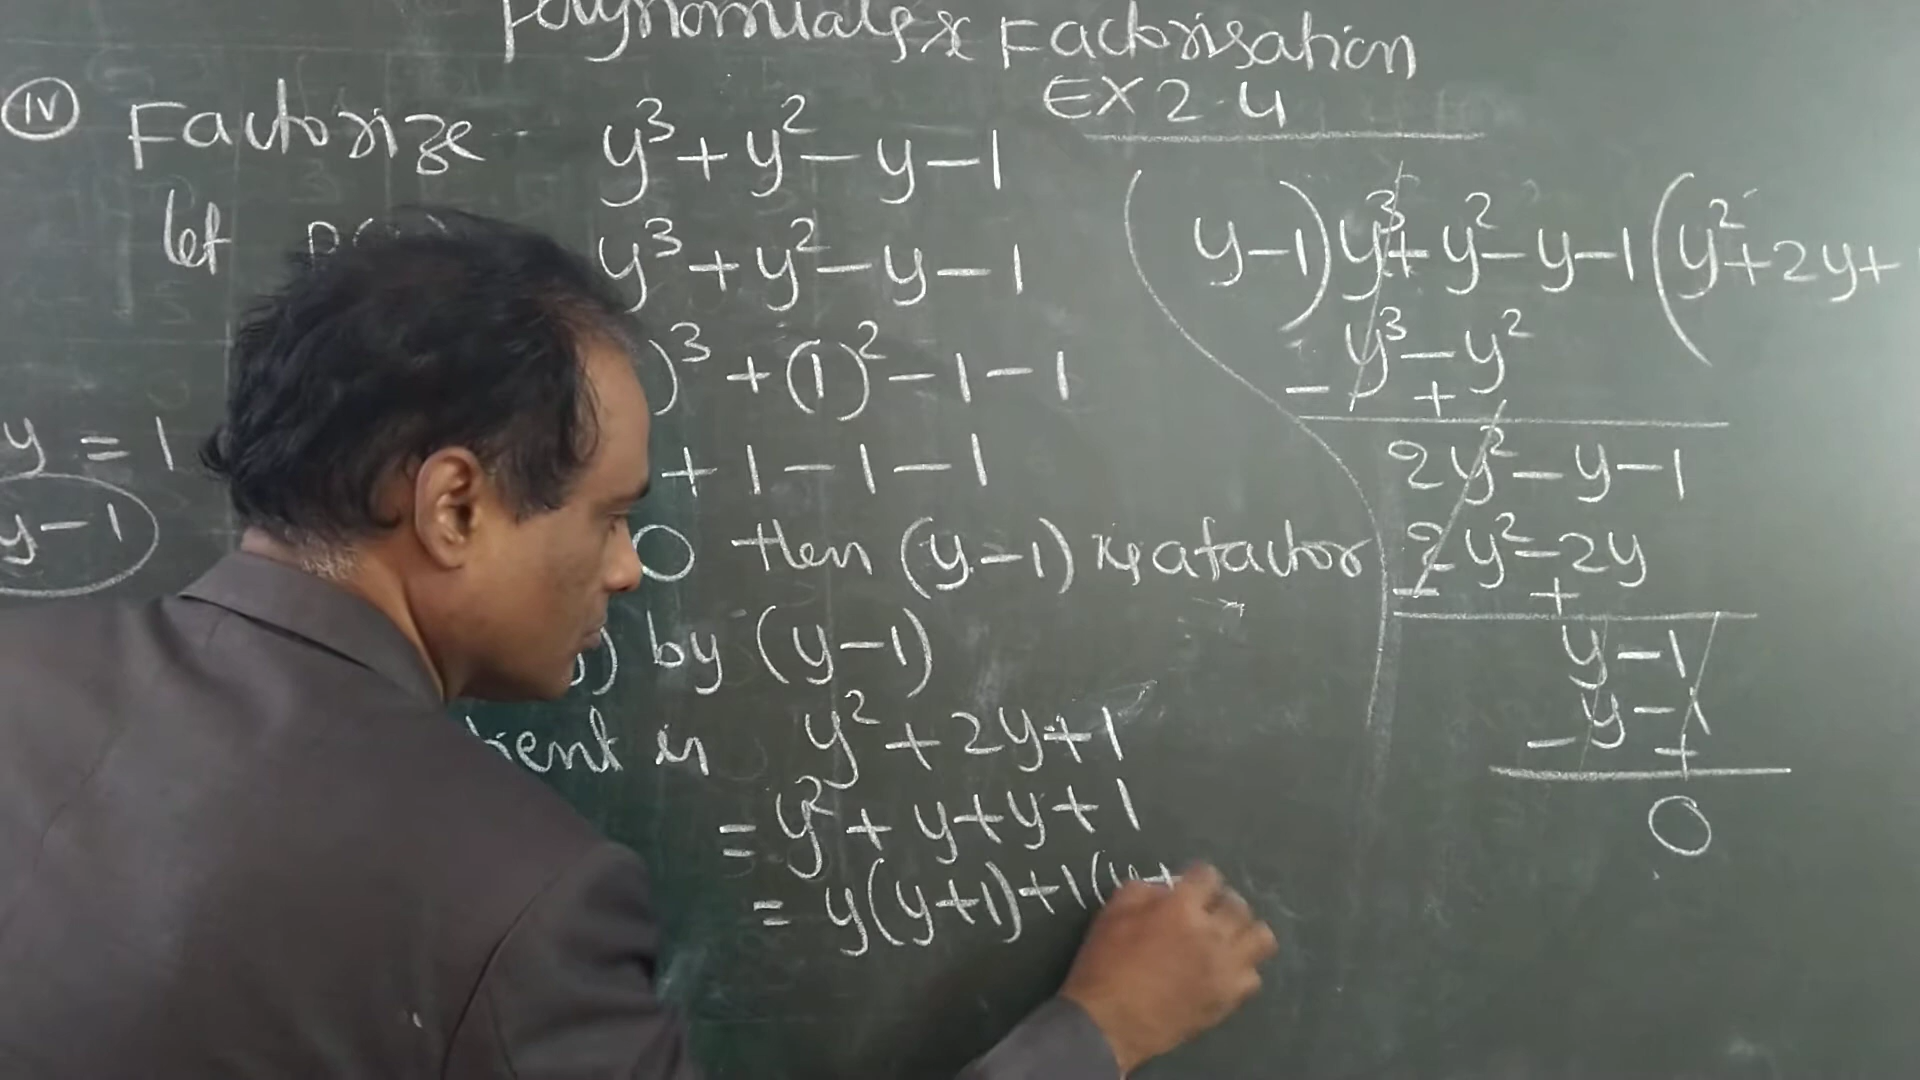 Polynomials & Factorisation
EX 2.4
(iv) Factorize y³+y²-y-1
let y³+y²-y-1
)³+(1)²-1-1
y = 1
+1-1-1
y-1
0 then (y-1) is a factor
) by (y-1)
is y²+2y+1
= y²+y+y+1
= y(y+1)+1(y+
y-1)y³+y²-y-1(y²+2y+
y³-y²
- +
2y²-y-1
2y²-2y
- +
y-1
y-1
- +
0